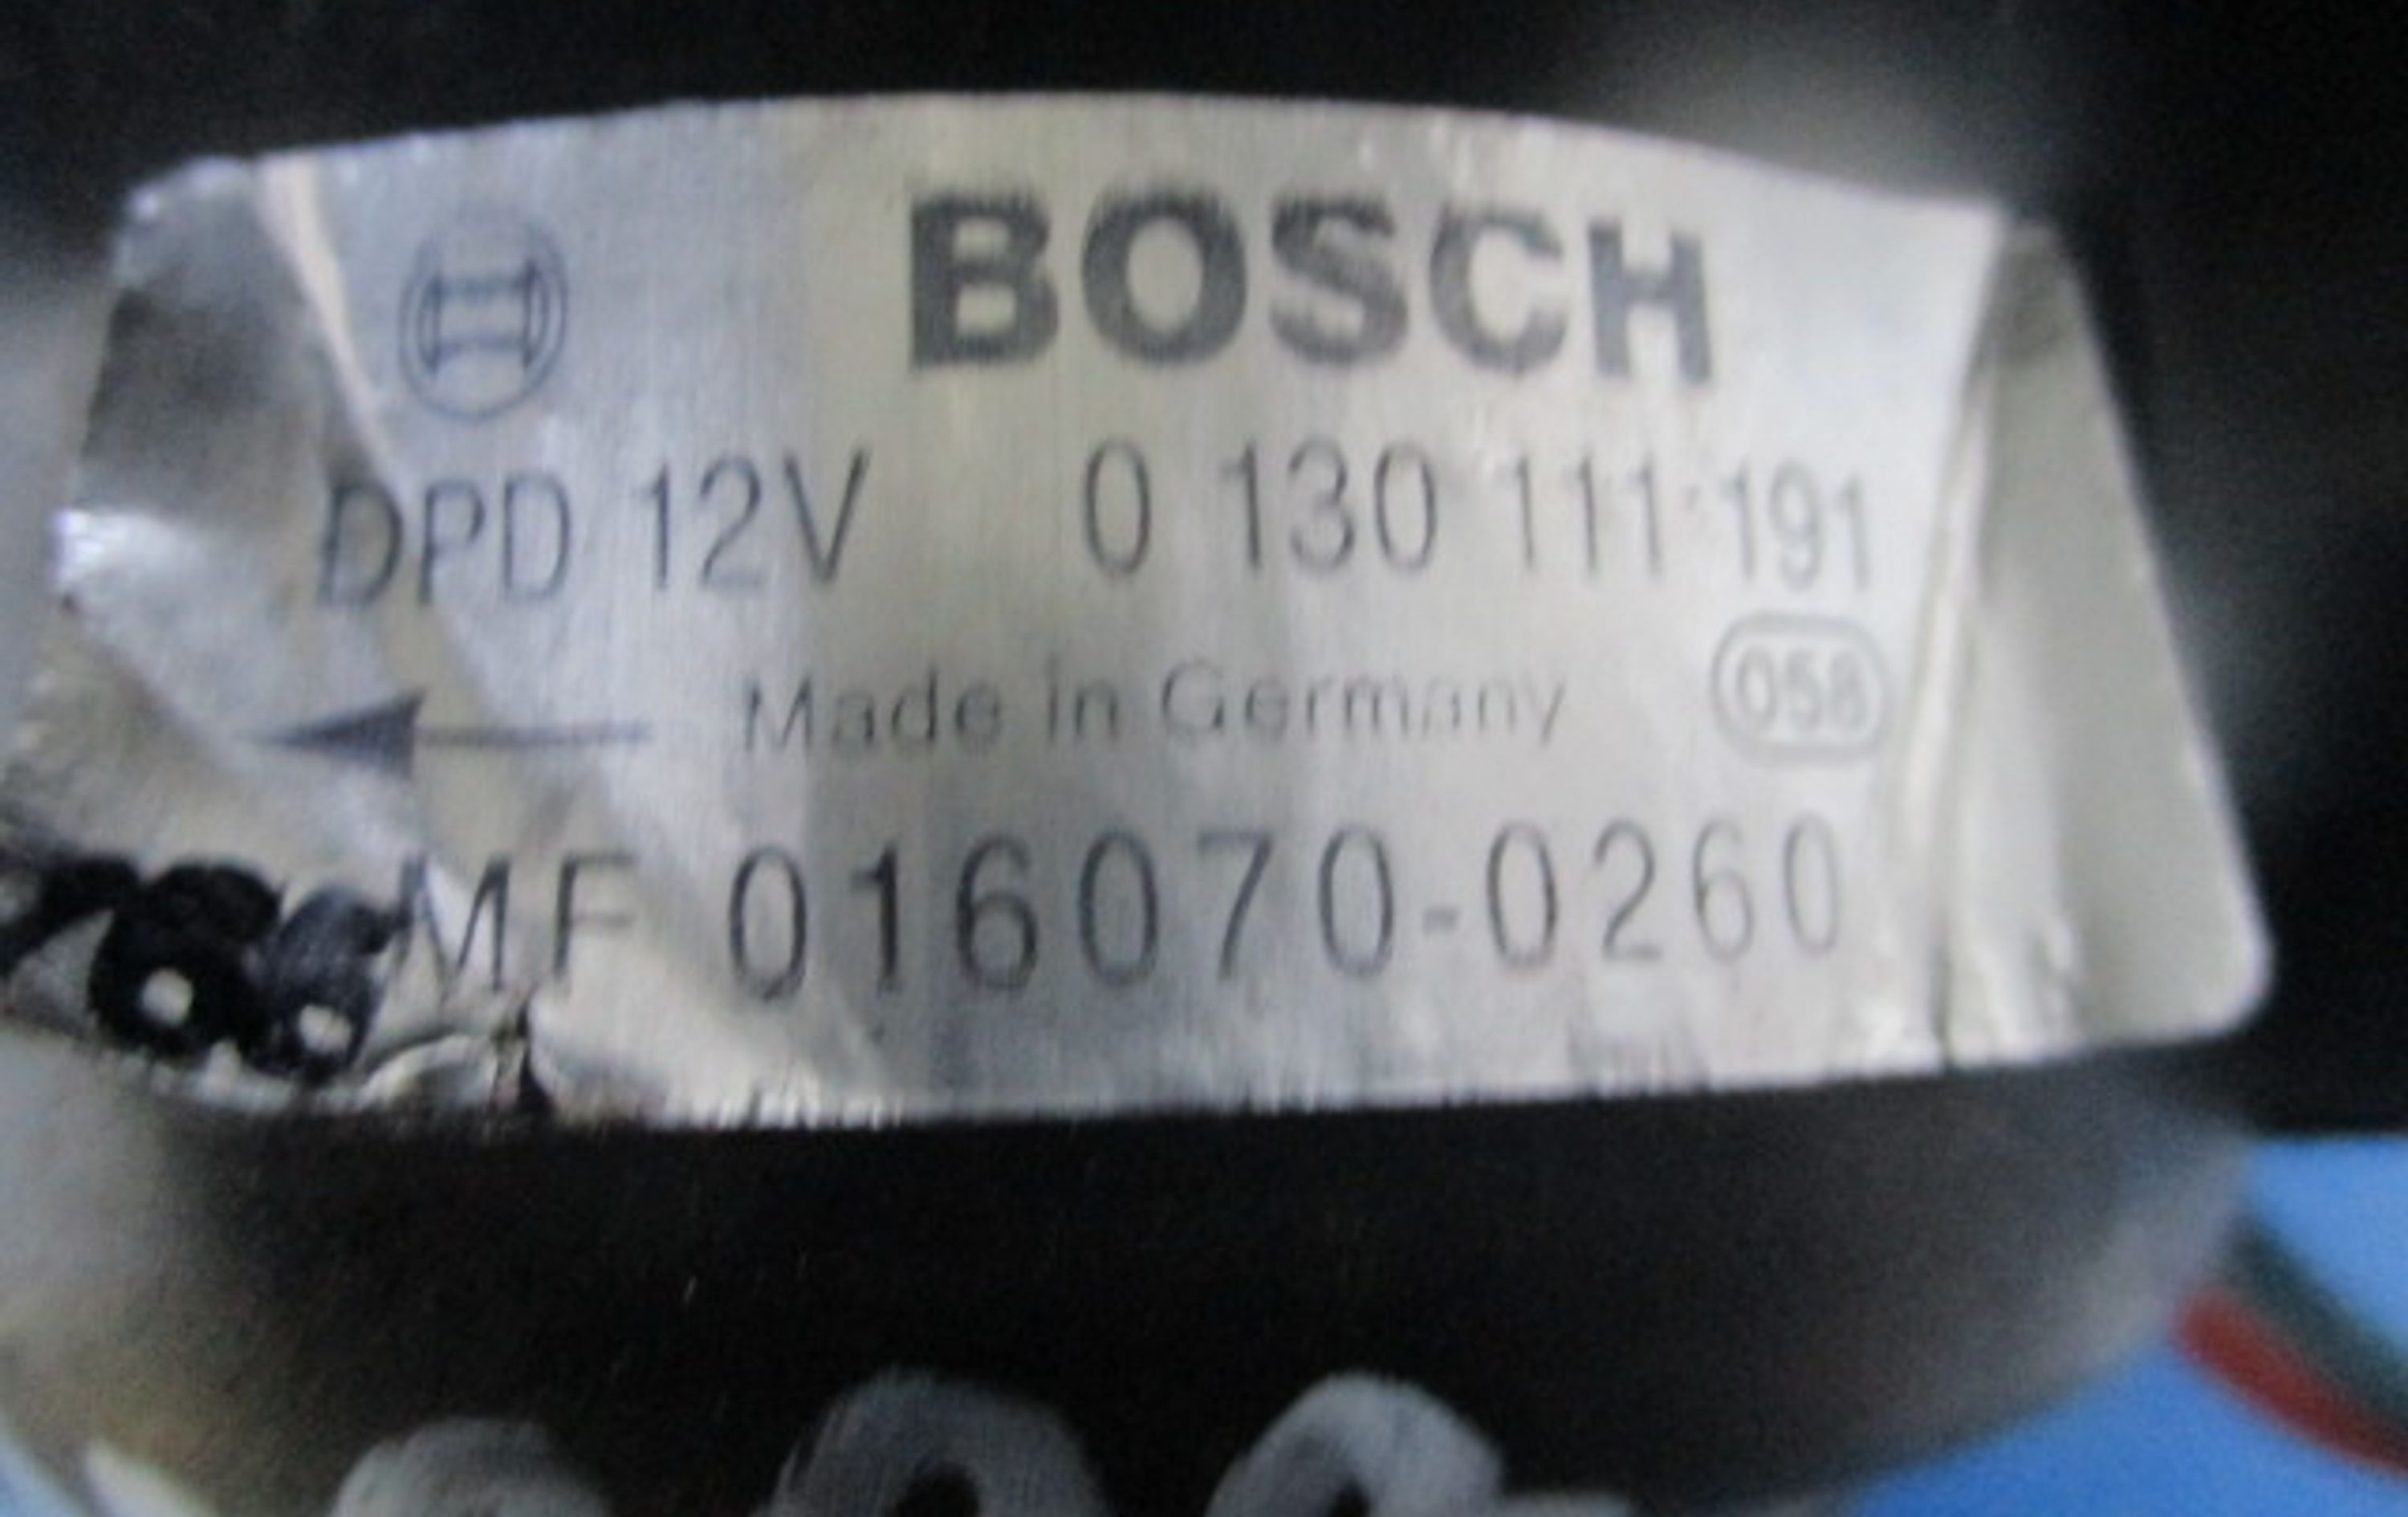 BOSCH
DPD 12V 0 130 111 191
Made in Germany 058
MF 016070-0260